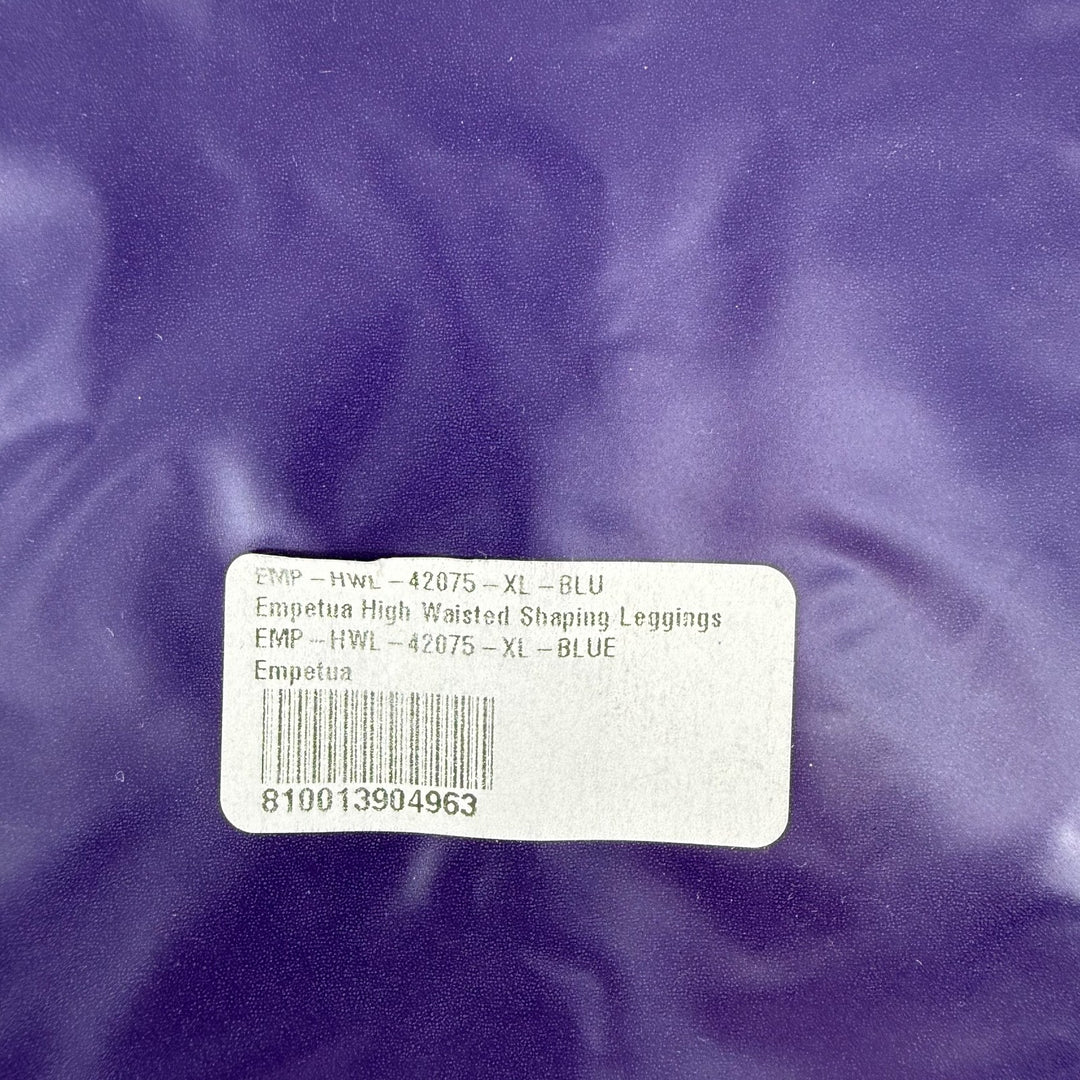 EMP-HWL-42075-XL-BLU
Empetua High Waisted Shaping Leggings
EMP-HWL-42075-XL-BLUE
Empetua
810013904963